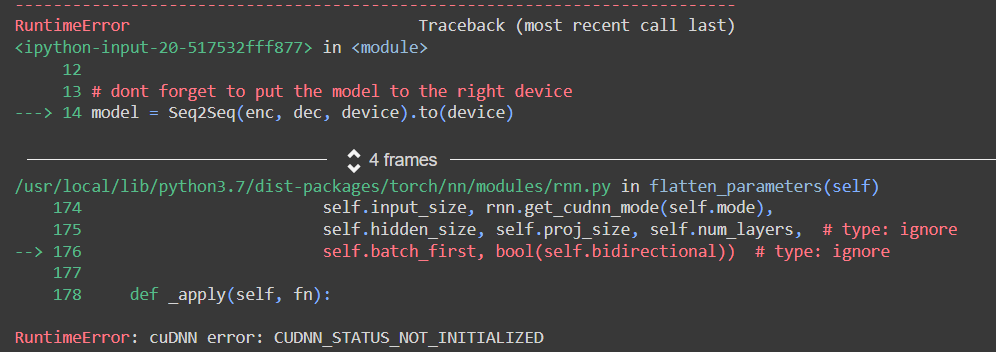 ---------------------------------------------------------------------------
RuntimeError                              Traceback (most recent call last)
<ipython-input-20-517532fff877> in <module>
     12
     13 # dont forget to put the model to the right device
---> 14 model = Seq2Seq(enc, dec, device).to(device)
4 frames
/usr/local/lib/python3.7/dist-packages/torch/nn/modules/rnn.py in flatten_parameters(self)
    174                         self.input_size, rnn.get_cudnn_mode(self.mode),
    175                         self.hidden_size, self.proj_size, self.num_layers,  # type: ignore
--> 176                         self.batch_first, bool(self.bidirectional))  # type: ignore
    177
    178     def _apply(self, fn):
RuntimeError: cuDNN error: CUDNN_STATUS_NOT_INITIALIZED